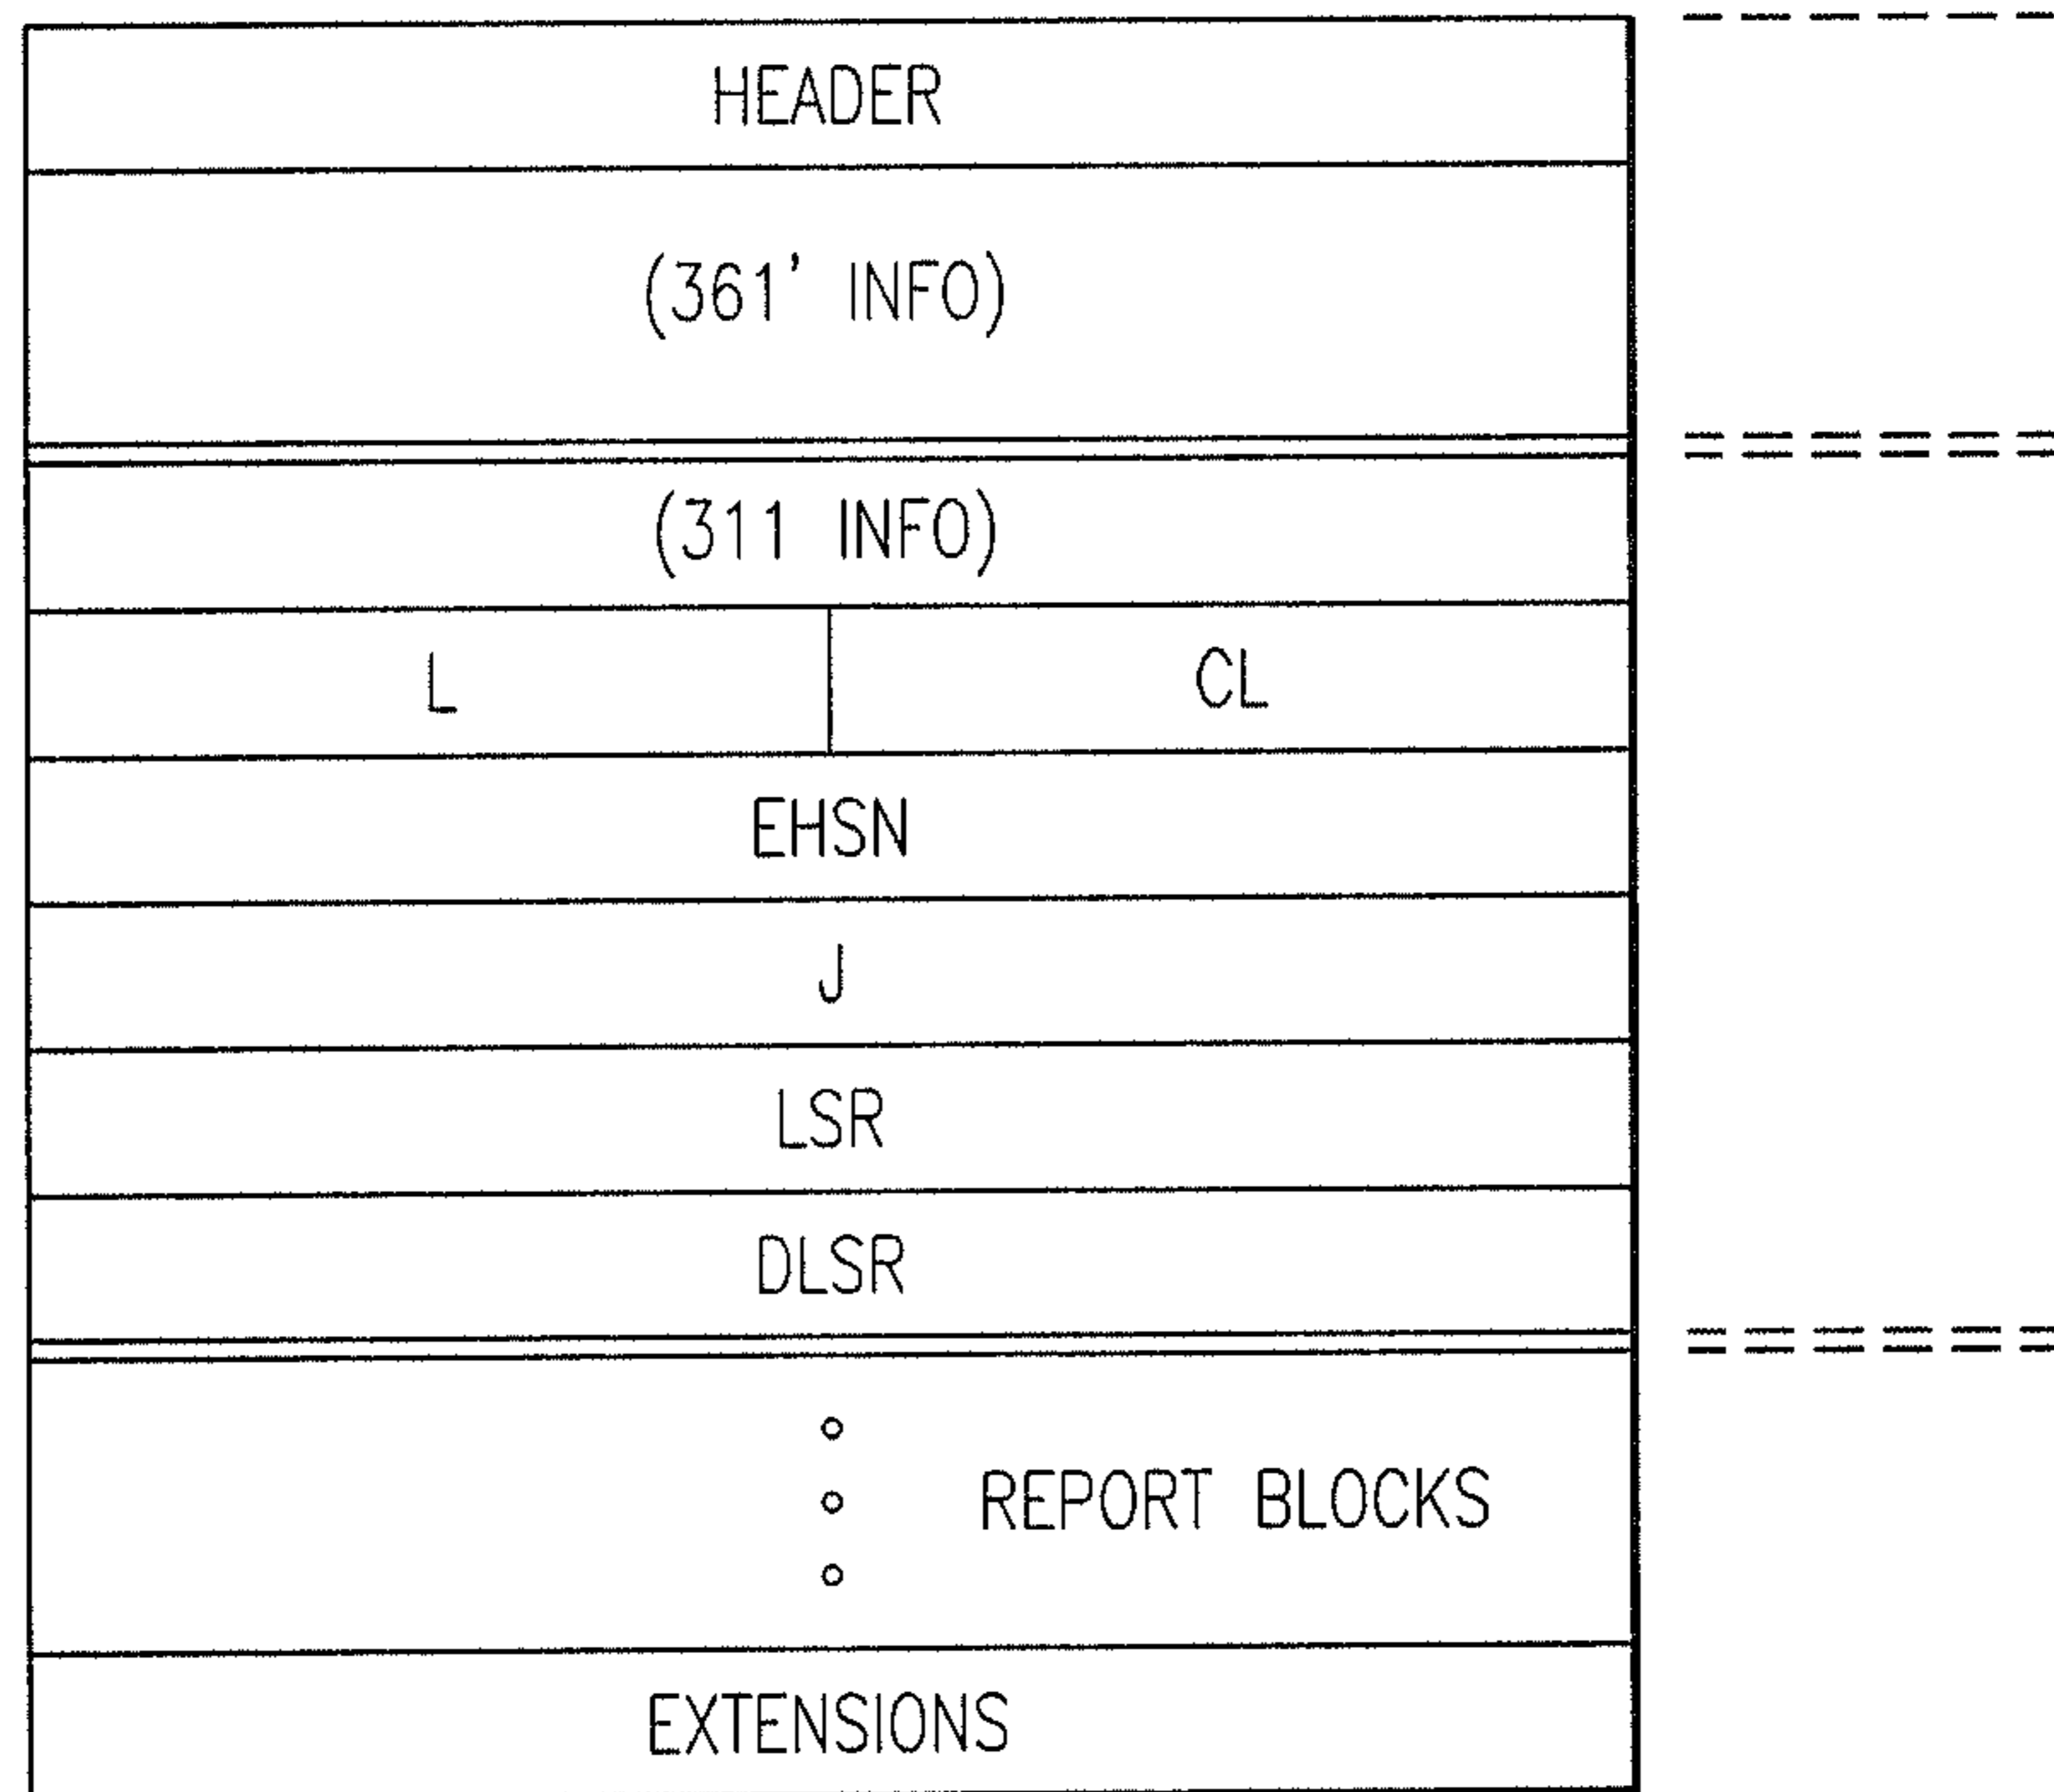 HEADER
(361' INFO)
(311 INFO)
L CL
EHSN
J
LSR
DLSR
REPORT BLOCKS
EXTENSIONS